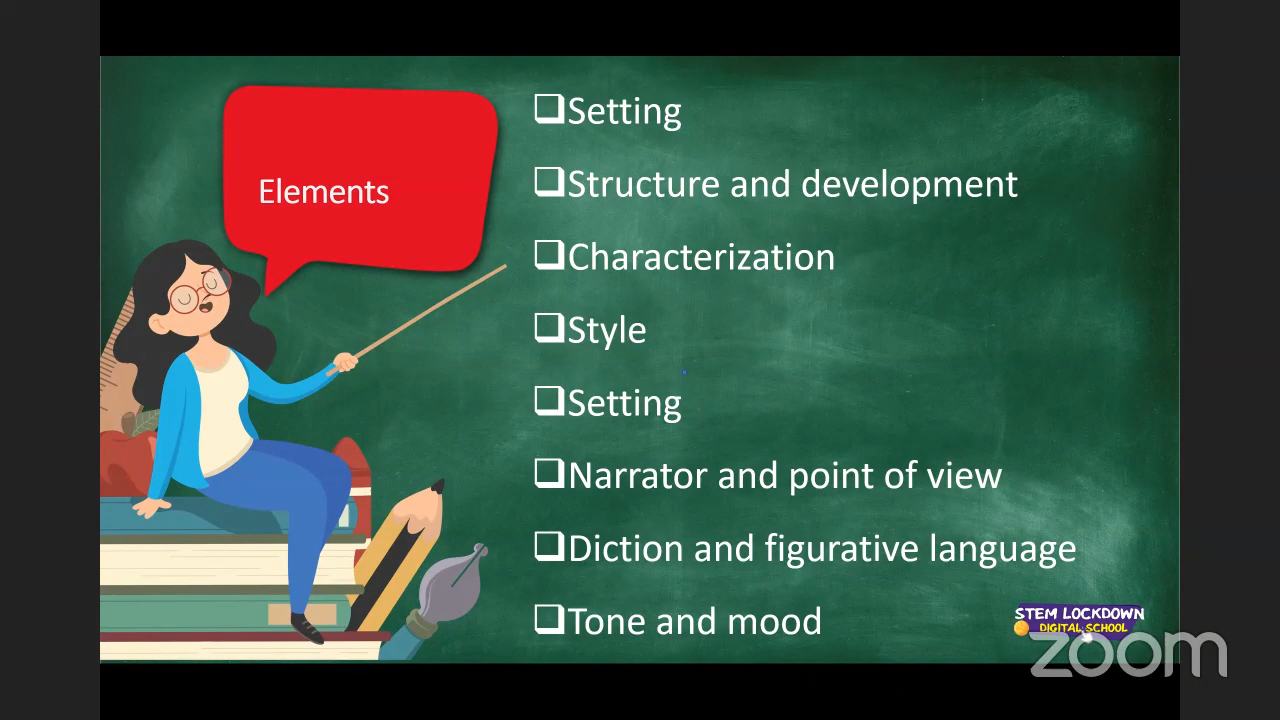 Elements
❑Setting
❑Structure and development
❑Characterization
❑Style
❑Setting
❑Narrator and point of view
❑Diction and figurative language
❑Tone and mood
STEM LOCKDOWN
DIGITAL SCHOOL
zoom